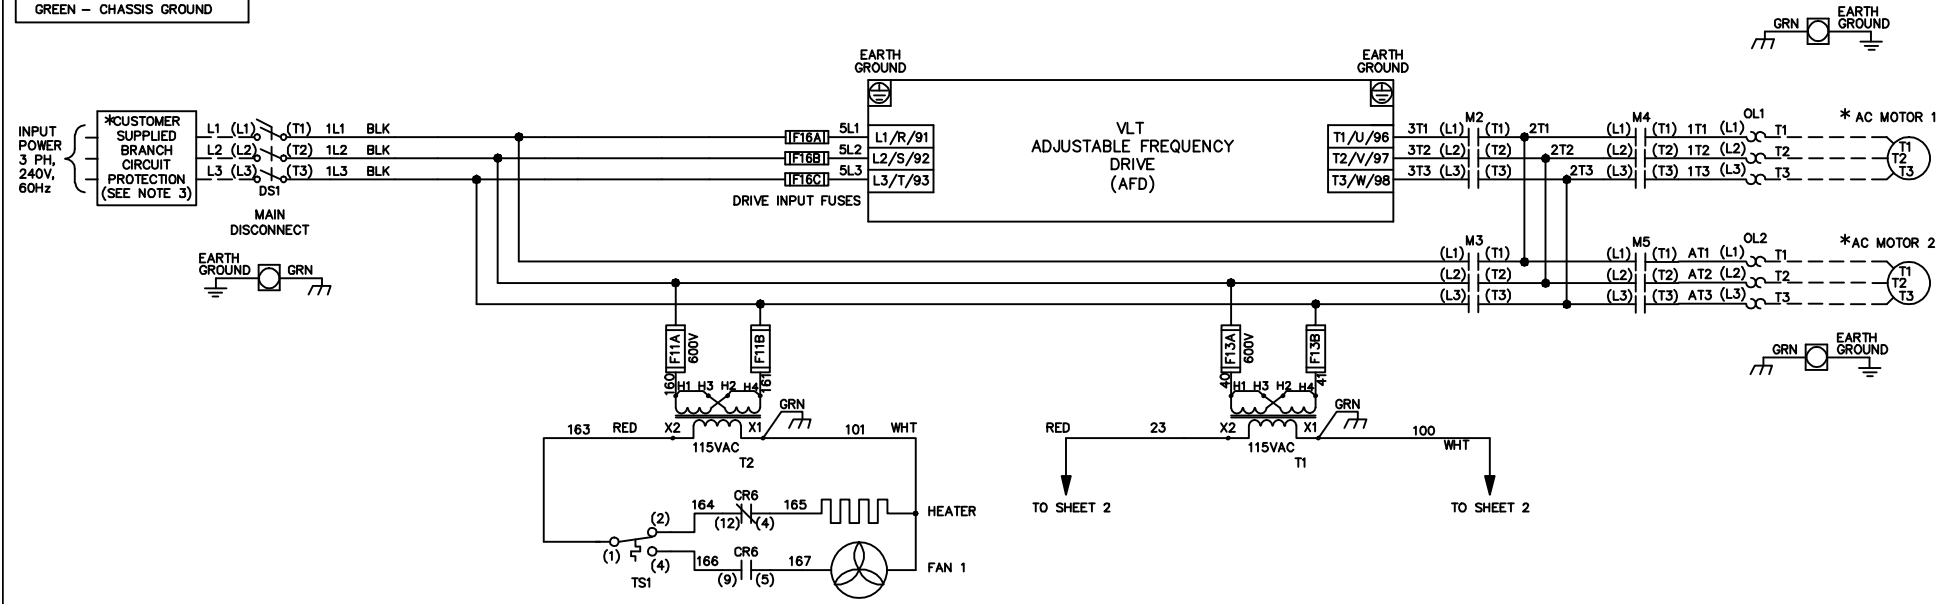 GREEN - CHASSIS GROUND
GRN
EARTH
GROUND
EARTH
GROUND
EARTH
GROUND
INPUT
POWER
3 PH,
240V,
60Hz
*CUSTOMER
SUPPLIED
BRANCH
CIRCUIT
PROTECTION
(SEE NOTE 3)
L1 (L1) (T1) 1L1 BLK
L2 (L2) (T2) 1L2 BLK
L3 (L3) (T3) 1L3 BLK
DS1
MAIN
DISCONNECT
F16A 5L1 L1/R/91
F16B 5L2 L2/S/92
F16C 5L3 L3/T/93
DRIVE INPUT FUSES
VLT
ADJUSTABLE FREQUENCY
DRIVE
(AFD)
M2 M4 OL1 * AC MOTOR 1
T1/U/96 3T1 (L1) (T1) 2T1 (L1) (T1) 1T1 (L1) T1 T1
T2/V/97 3T2 (L2) (T2) 2T2 (L2) (T2) 1T2 (L2) T2 T2
T3/W/98 3T3 (L3) (T3) 2T3 (L3) (T3) 1T3 (L3) T3 T3
M3 M5 OL2 *AC MOTOR 2
(L1) (T1) (L1) (T1) AT1 (L1) T1 T1
(L2) (T2) (L2) (T2) AT2 (L2) T2 T2
(L3) (T3) (L3) (T3) AT3 (L3) T3 T3
EARTH
GROUND GRN
GRN
EARTH
GROUND
F11A
600V
F11B
160
161
H1 H3 H2 H4
GRN
163 RED X2 X1 101 WHT
115VAC
T2
F13A
600V
F13B
40
41
H1 H3 H2 H4
GRN
RED 23 X2 X1 100
WHT
115VAC
T1
TO SHEET 2
TO SHEET 2
CR6
(2) 164 (12) (4) 165 HEATER
(1)
TS1
CR6
(4) 166 (9) (5) 167 FAN 1